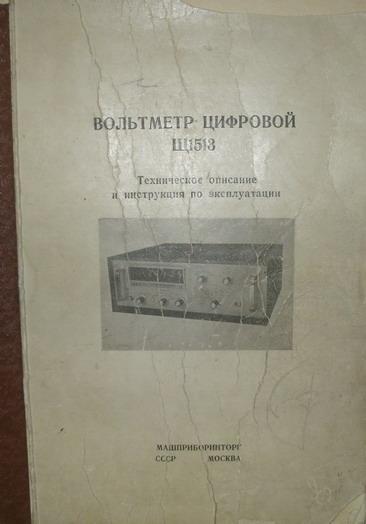 ВОЛЬТМЕТР ЦИФРОВОЙ
Щ1513
Техническое описание
и инструкция по эксплуатации
МАШПРИБОРИНТОРГ
СССР МОСКВА